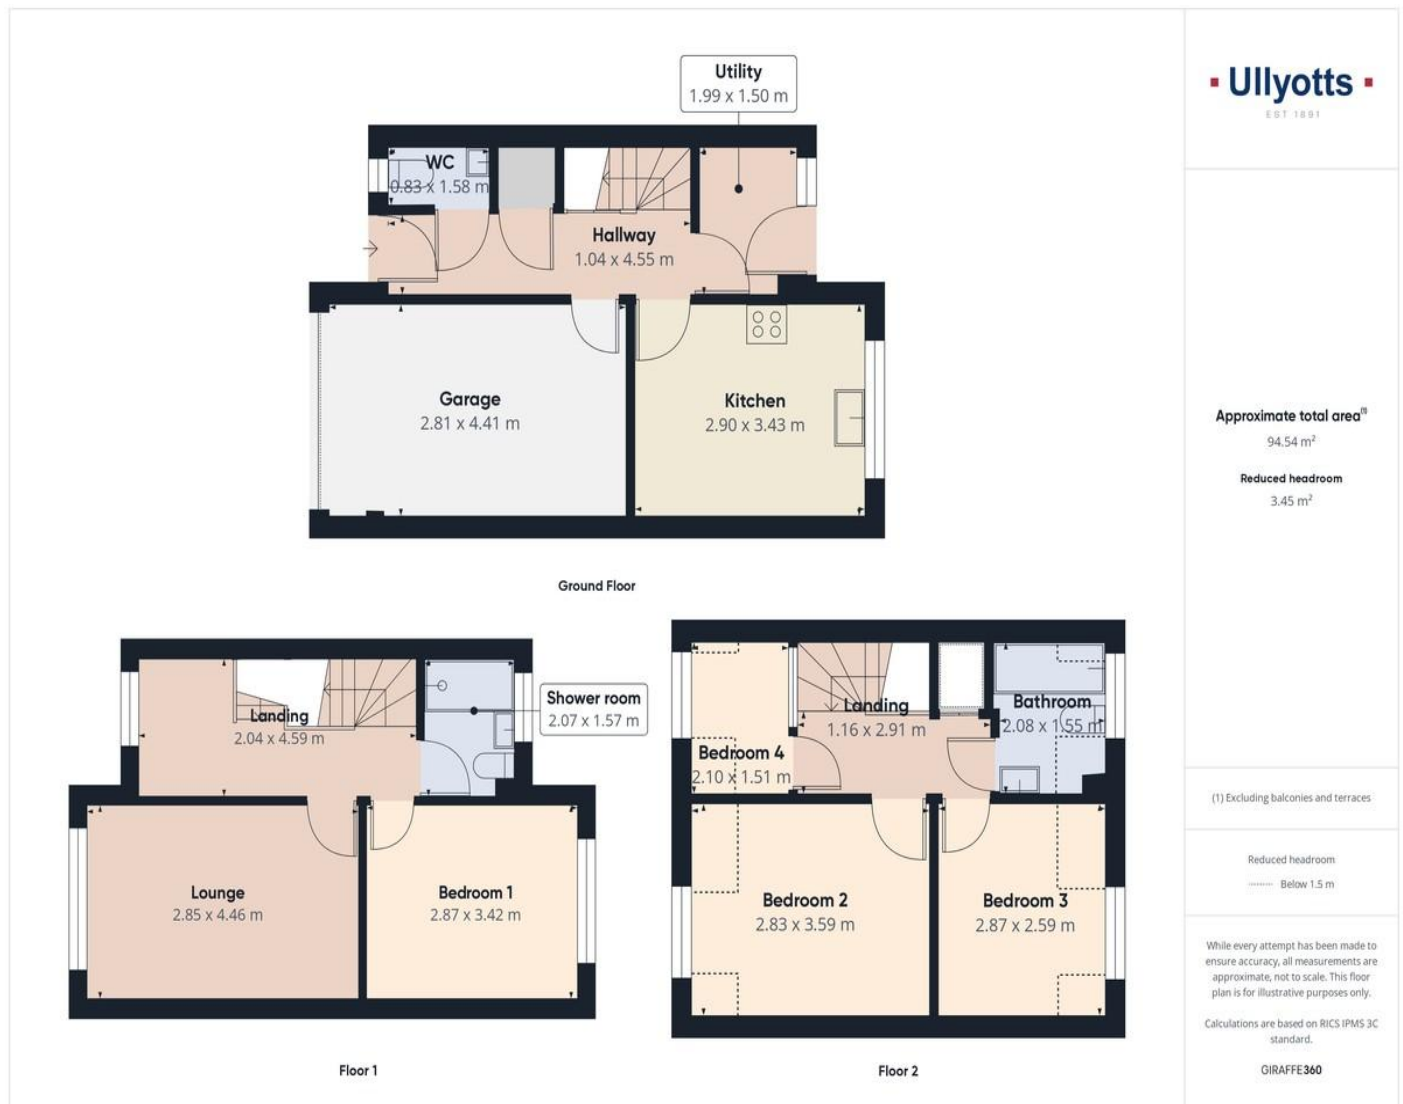 Utility
1.99 x 1.50 m
WC
0.83 x 1.58 m
Hallway
1.04 x 4.55 m
Garage
2.81 x 4.41 m
Kitchen
2.90 x 3.43 m
Ground Floor
Landing
2.04 x 4.59 m
Shower room
2.07 x 1.57 m
Lounge
2.85 x 4.46 m
Bedroom 1
2.87 x 3.42 m
Floor 1
Landing
1.16 x 2.91 m
Bathroom
2.08 x 1.55 m
Bedroom 4
2.10 x 1.51 m
Bedroom 2
2.83 x 3.59 m
Bedroom 3
2.87 x 2.59 m
Floor 2
Ullyotts
EST 1891
Approximate total area(1)
94.54 m²
Reduced headroom
3.45 m²
(1) Excluding balconies and terraces
Reduced headroom
Below 1.5 m
While every attempt has been made to
ensure accuracy, all measurements are
approximate, not to scale. This floor
plan is for illustrative purposes only.
Calculations are based on RICS IPMS 3C
standard.
GIRAFFE360